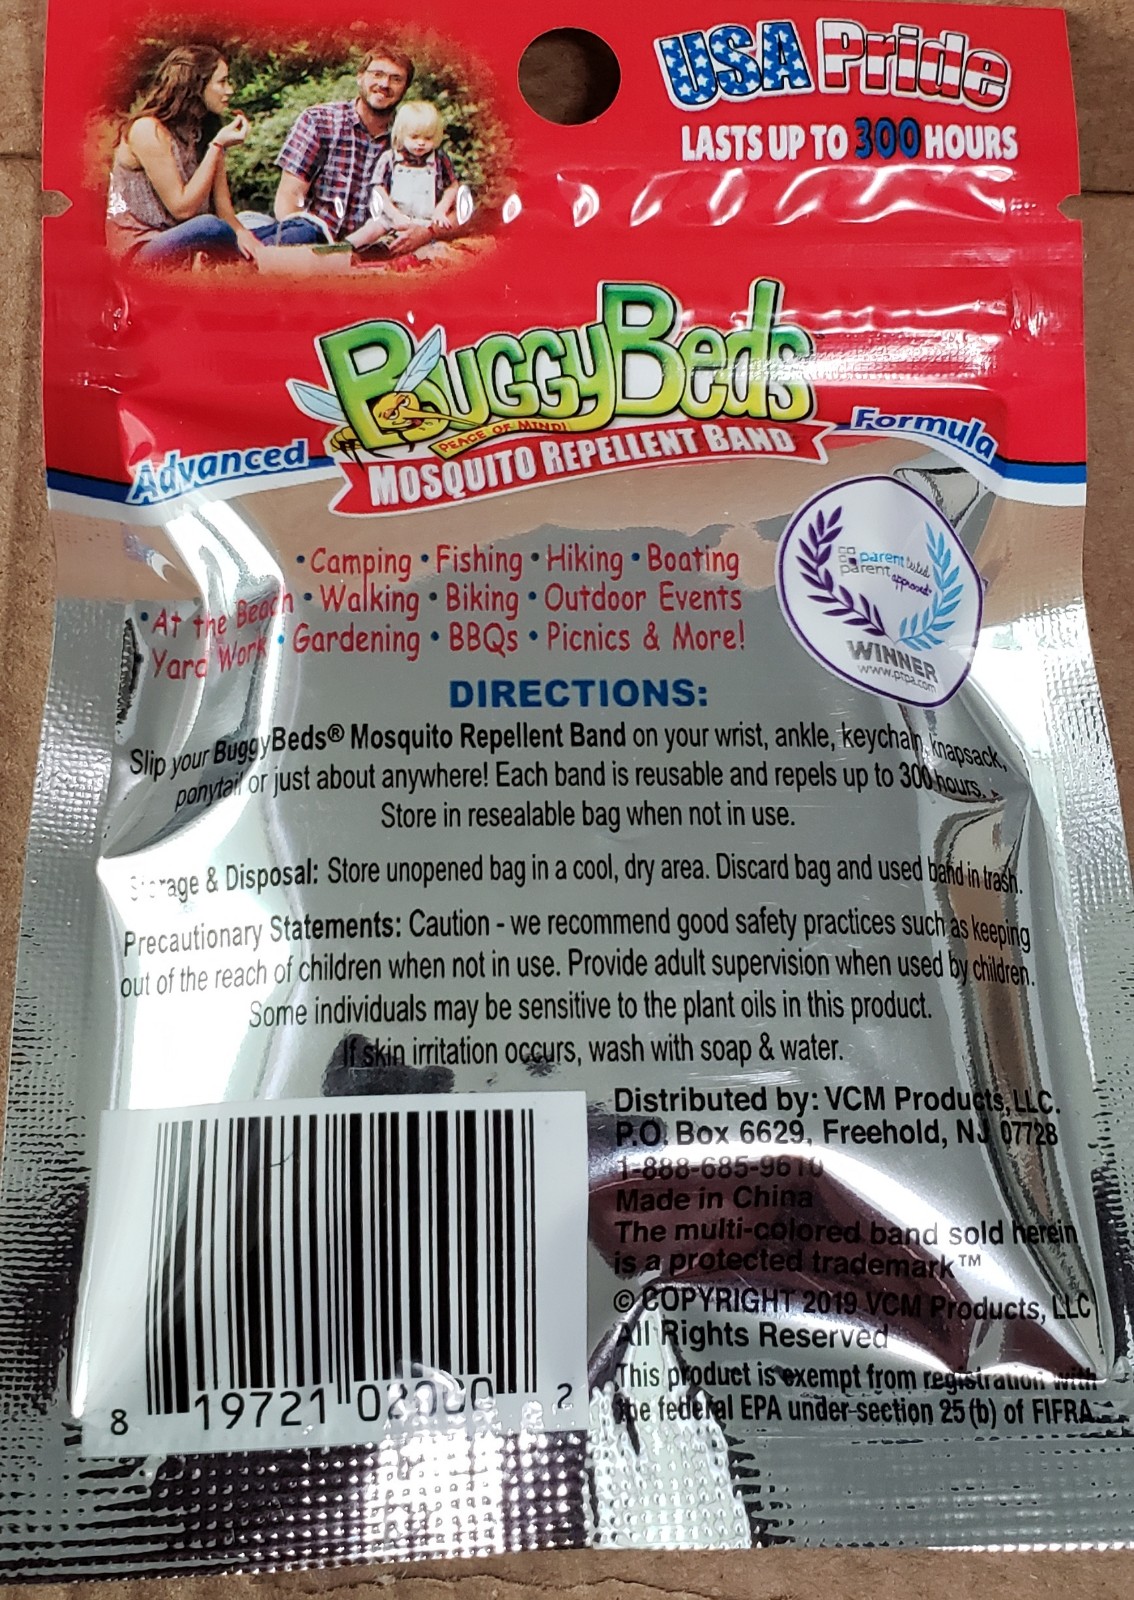 USA Pride
LASTS UP TO 300 HOURS
BuggyBeds
PEACE OF MIND!
Advanced MOSQUITO REPELLENT BAND Formula
• Camping • Fishing • Hiking • Boating
• At the Beach • Walking • Biking • Outdoor Events
Yard Work • Gardening • BBQs • Picnics & More!
parent tested
parent approved
WINNER
www.ptpa.com
DIRECTIONS:
Slip your BuggyBeds® Mosquito Repellent Band on your wrist, ankle, keychain, knapsack,
ponytail or just about anywhere! Each band is reusable and repels up to 300 hours.
Store in resealable bag when not in use.
Storage & Disposal: Store unopened bag in a cool, dry area. Discard bag and used band in trash.
Precautionary Statements: Caution - we recommend good safety practices such as keeping
out of the reach of children when not in use. Provide adult supervision when used by children.
Some individuals may be sensitive to the plant oils in this product.
If skin irritation occurs, wash with soap & water.
Distributed by: VCM Products, LLC.
P.O. Box 6629, Freehold, NJ 07728
1-888-685-9610
Made in China
The multi-colored band sold herein
is a protected trademark™
© COPYRIGHT 2019 VCM Products, LLC
All Rights Reserved
This product is exempt from registration with
the federal EPA under section 25 (b) of FIFRA.
8 19721 02000 2